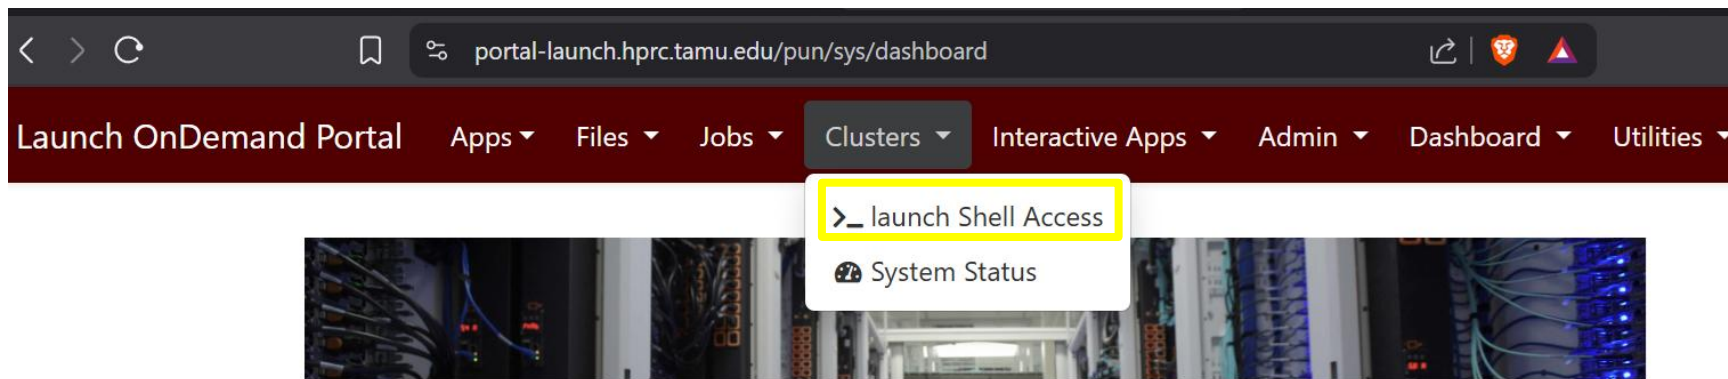 portal-launch.hprc.tamu.edu/pun/sys/dashboard
Launch OnDemand Portal Apps Files Jobs Clusters Interactive Apps Admin Dashboard Utilities
>_ launch Shell Access
System Status